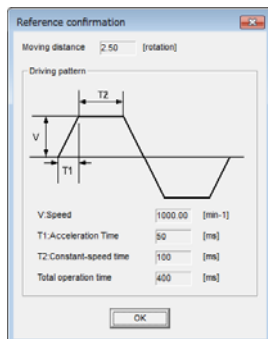 Reference confirmation
Moving distance 2.50 [rotation]
Driving pattern
T2
V
T1
V:Speed 1000.00 [min-1]
T1:Acceleration Time 50 [ms]
T2:Constant-speed time 100 [ms]
Total operation time 400 [ms]
OK